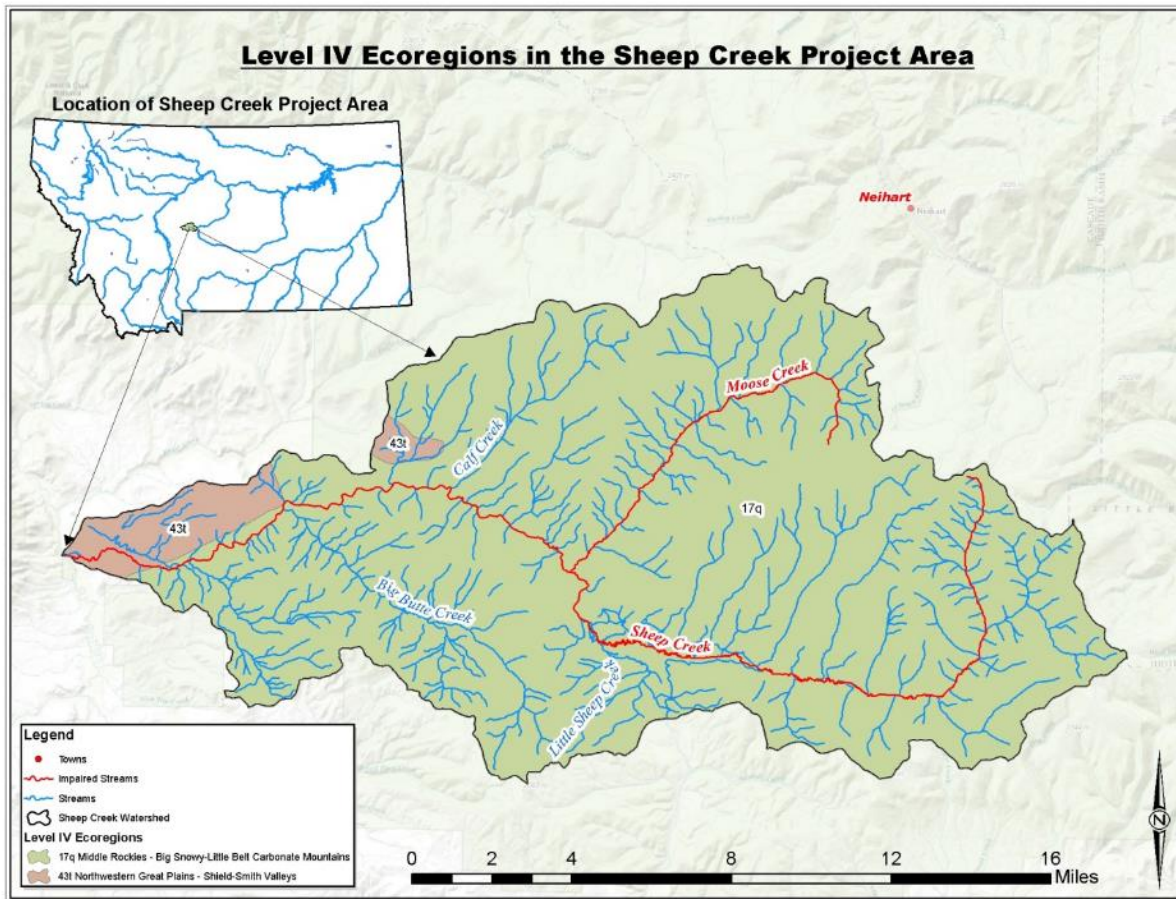 Level IV Ecoregions in the Sheep Creek Project Area
Location of Sheep Creek Project Area
Neihart
Neihart
Moose Creek
43t
Calf Creek
17q
43t
Big Butte Creek
Sheep Creek
Little Sheep Cre
Legend
Towns
Impaired Streams
Streams
Sheep Creek Watershed
Level IV Ecoregions
17q Middle Rockies - Big Snowy-Little Belt Carbonate Mountains
43t Northwestern Great Plains - Shield-Smith Valleys
0 2 4 8 12 16
Miles
N